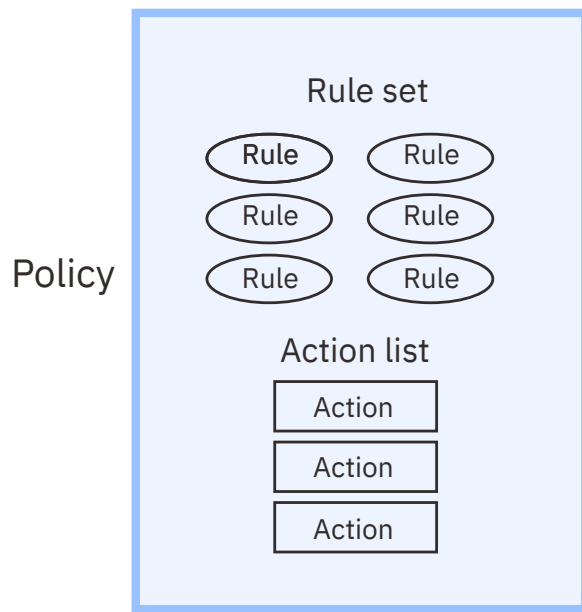 Rule set
Rule Rule
Rule Rule
Policy
Rule Rule
Action list
Action
Action
Action